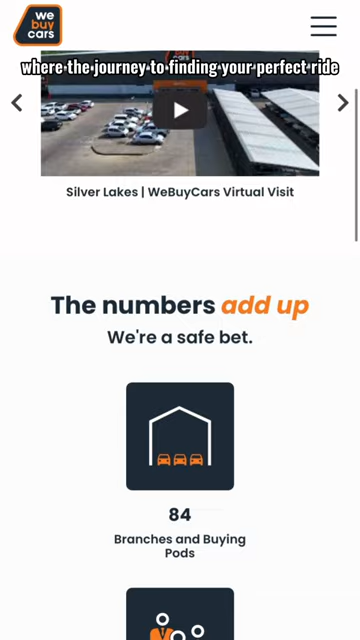 we
buy
cars
where the journey to finding your perfect ride
Silver Lakes | WeBuyCars Virtual Visit
The numbers add up
We're a safe bet.
84
Branches and Buying
Pods